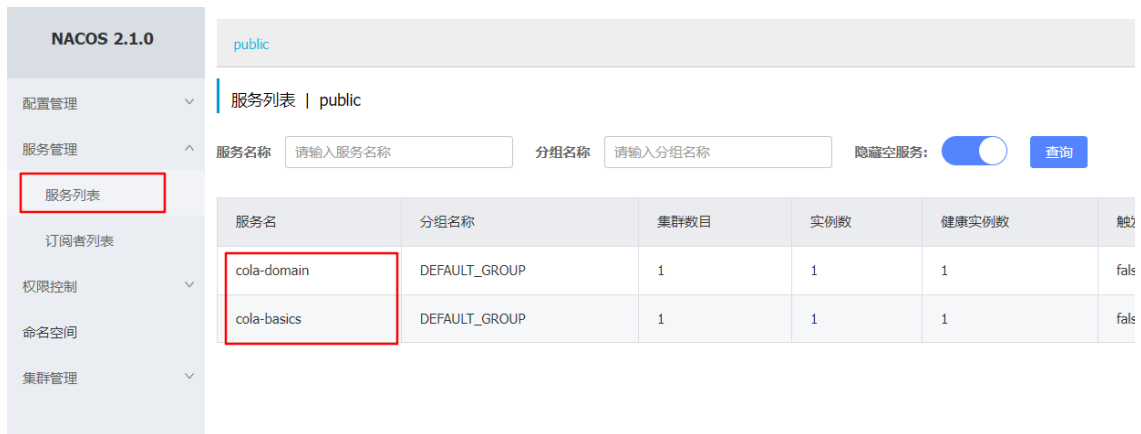 NACOS 2.1.0
public
配置管理
服务列表 | public
服务管理
服务名称 请输入服务名称 分组名称 请输入分组名称 隐藏空服务: 查询
服务列表
服务名 分组名称 集群数目 实例数 健康实例数 触发
订阅者列表
cola-domain DEFAULT_GROUP 1 1 1 fals
权限控制
cola-basics DEFAULT_GROUP 1 1 1 fals
命名空间
集群管理